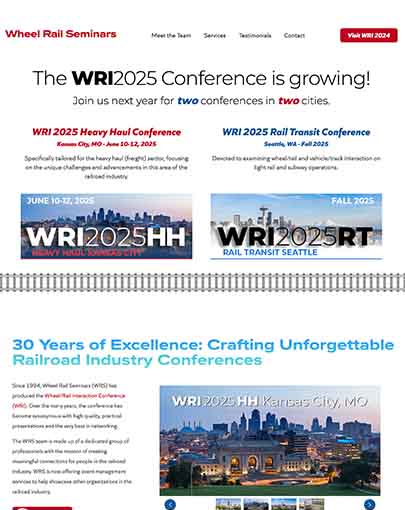 Wheel Rail Seminars
Meet the Team Services Testimonials Contact
Visit WRI 2024
The WRI2025 Conference is growing!
Join us next year for two conferences in two cities.
WRI 2025 Heavy Haul Conference
Kansas City, MO - June 10-12, 2025
Specifically tailored for the heavy haul (freight) sector, focusing
on the unique challenges and advancements in this area of the
railroad industry.
WRI 2025 Rail Transit Conference
Seattle, WA - Fall 2025
Devoted to examining wheel/rail and vehicle/track interaction on
light rail and subway operations.
JUNE 10-12, 2025
WRI2025HH
HEAVY HAUL KANSAS CITY
FALL 2025
WRI2025RT
RAIL TRANSIT SEATTLE
30 Years of Excellence: Crafting Unforgettable
Railroad Industry Conferences
Since 1994, Wheel Rail Seminars (WRS) has
produced the Wheel/Rail Interaction Conference
(WRI). Over the many years, the conference has
become synonymous with high quality, practical
presentations and the very best in networking.
The WRS team is made up of a dedicated group of
professionals with the mission of creating
meaningful connections for people in the railroad
industry. WRS is now offering event management
services to help showcase other organizations in the
railroad industry.
WRI 2025 HH Kansas City, MO